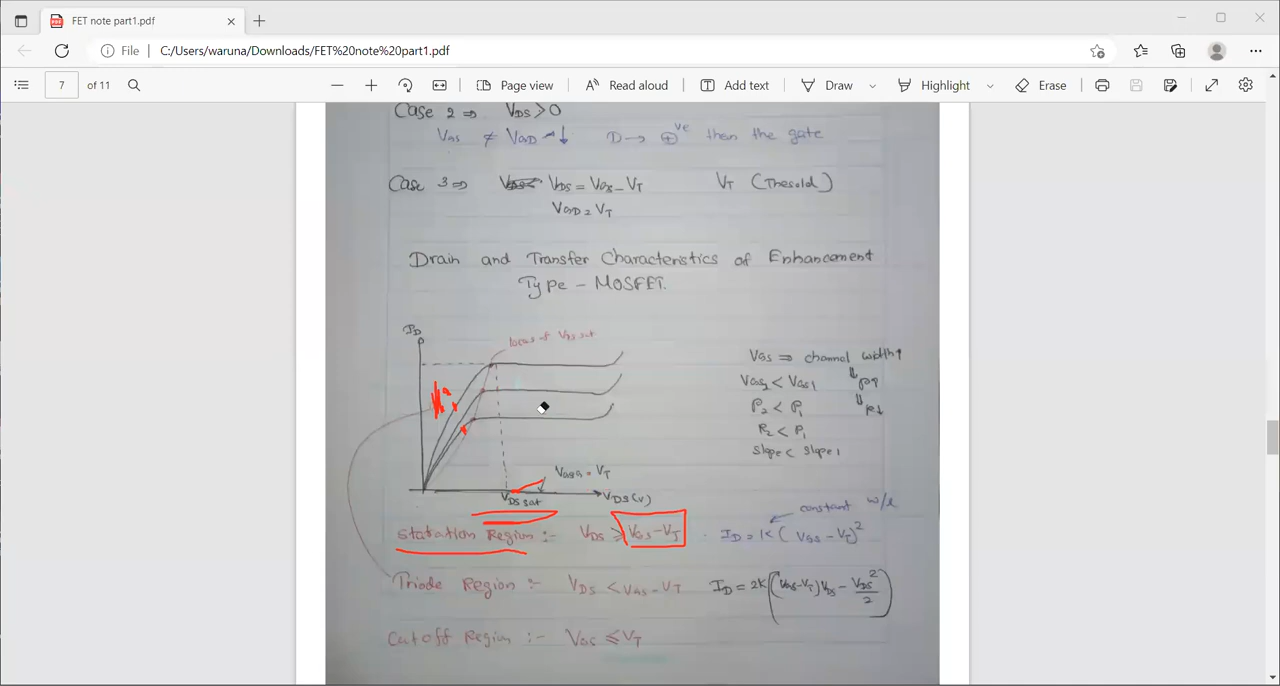 FET note part1.pdf
File C:/Users/waruna/Downloads/FET%20note%20part1.pdf
7 of 11 Page view Read aloud Add text Draw Highlight Erase
Case 2 ⇒ VDS > 0
VGS ≠ VGD → ↓ D → ⊕ve then the gate
Case 3 ⇒ VDS = VGS − VT VT (Thesold)
VGD = VT
Drain and Transfer Characteristics of Enhancement
Type - MOSFET.
ID
locus of VDS sat
VGS ⇒ channel width↑
VGS2 < VGS1
P2 < P1
R2 < P1
slope < slope 1
VGS = VT
VDS sat
VDS (V)
constant w/l
Statation Region :- VDS ≥ VGS − VT . ID = K (VGS − VT)²
Triode Region :- VDS < VGS − VT ID = 2K ((VGS − VT) VDS − VDS²/2)
Cutoff Region :- VGS ≤ VT